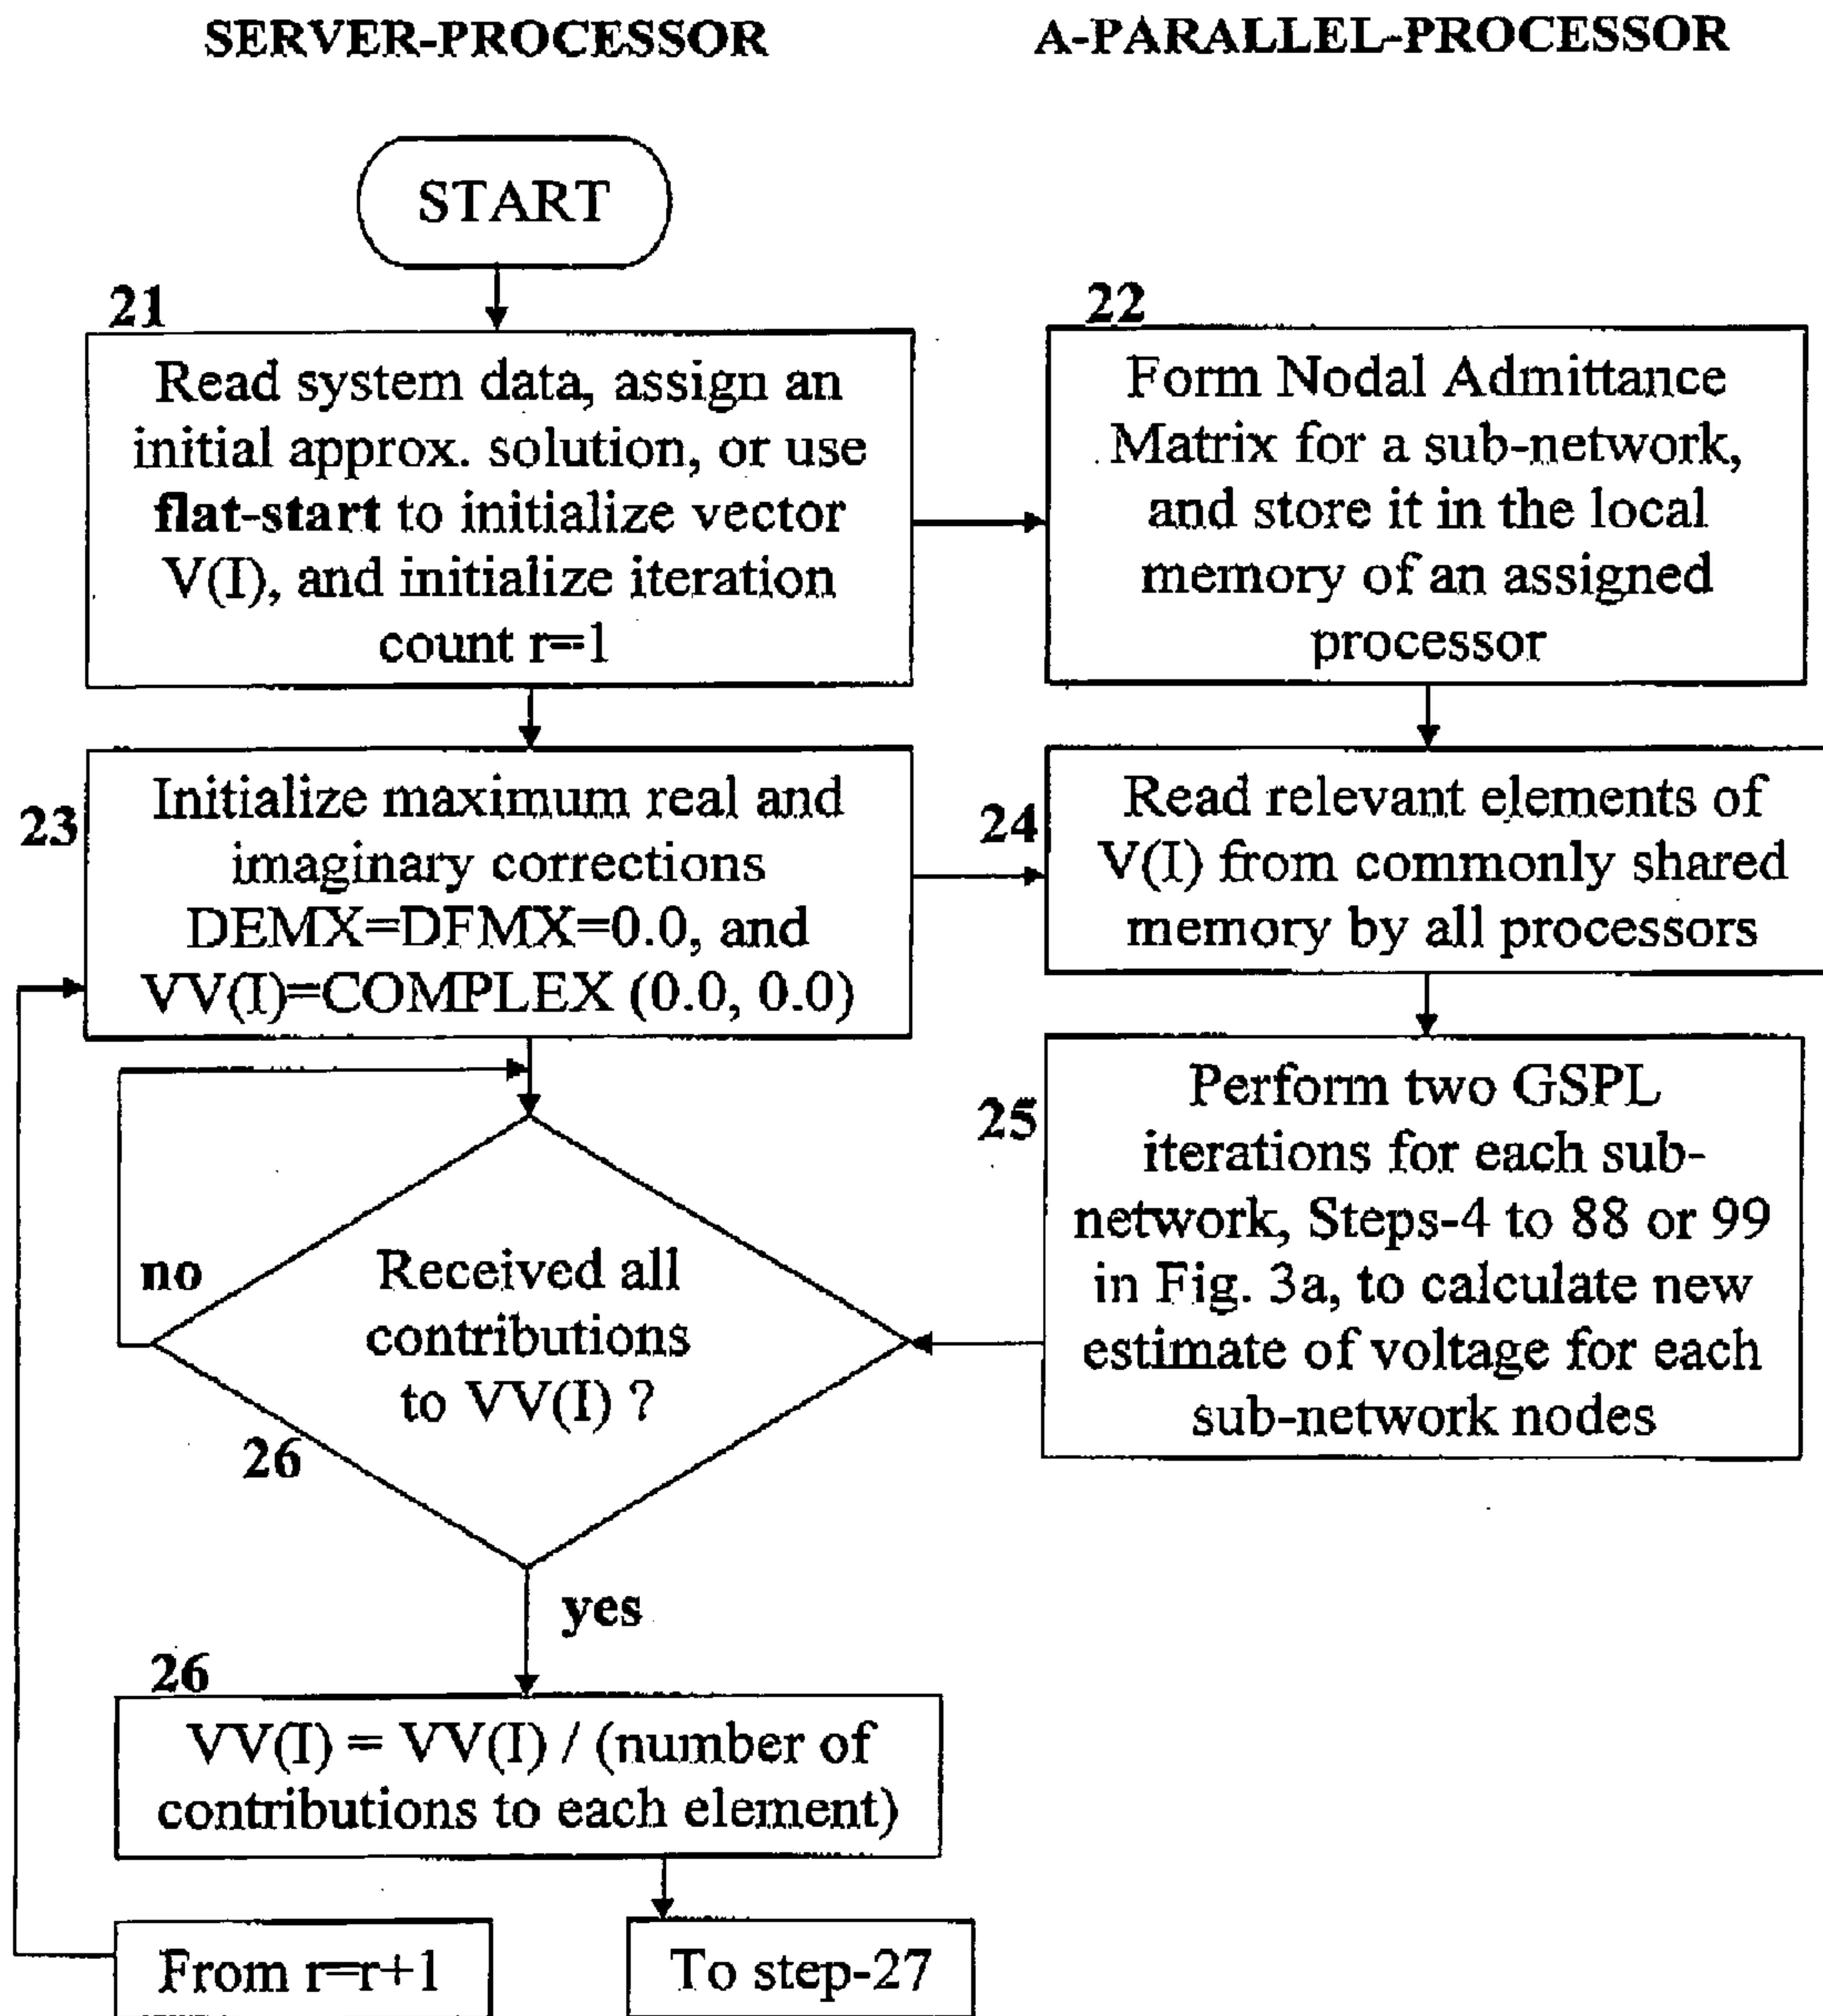 SERVER-PROCESSOR
A-PARALLEL-PROCESSOR
START
21
Read system data, assign an
initial approx. solution, or use
flat-start to initialize vector
V(I), and initialize iteration
count r=1
22
Form Nodal Admittance
Matrix for a sub-network,
and store it in the local
memory of an assigned
processor
23
Initialize maximum real and
imaginary corrections
DEMX=DFMX=0.0, and
VV(I)=COMPLEX (0.0, 0.0)
24
Read relevant elements of
V(I) from commonly shared
memory by all processors
25
Perform two GSPL
iterations for each sub-
network, Steps-4 to 88 or 99
in Fig. 3a, to calculate new
estimate of voltage for each
sub-network nodes
no
Received all
contributions
to VV(I) ?
26
yes
26
VV(I) = VV(I) / (number of
contributions to each element)
From r=r+1
To step-27